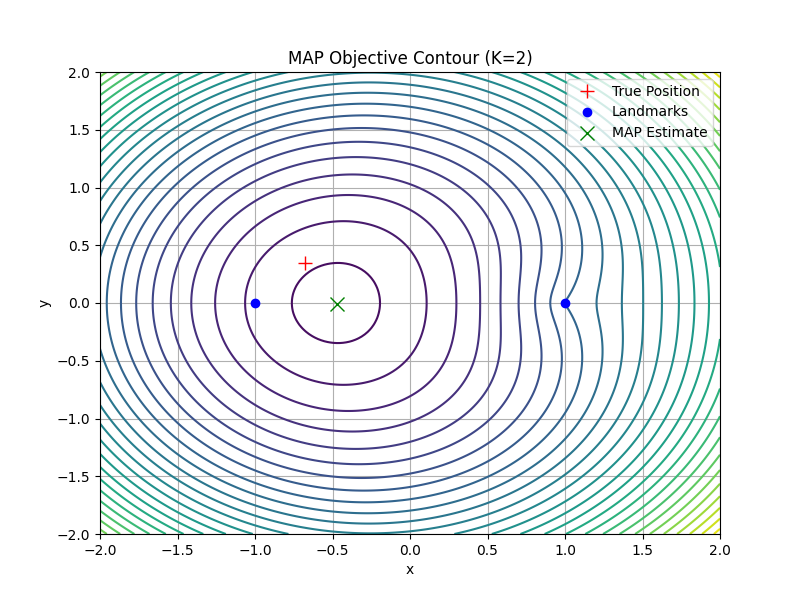 MAP Objective Contour (K=2)
True Position
Landmarks
MAP Estimate
2.0
1.5
1.0
0.5
0.0
−0.5
−1.0
−1.5
−2.0
y
−2.0 −1.5 −1.0 −0.5 0.0 0.5 1.0 1.5 2.0
x